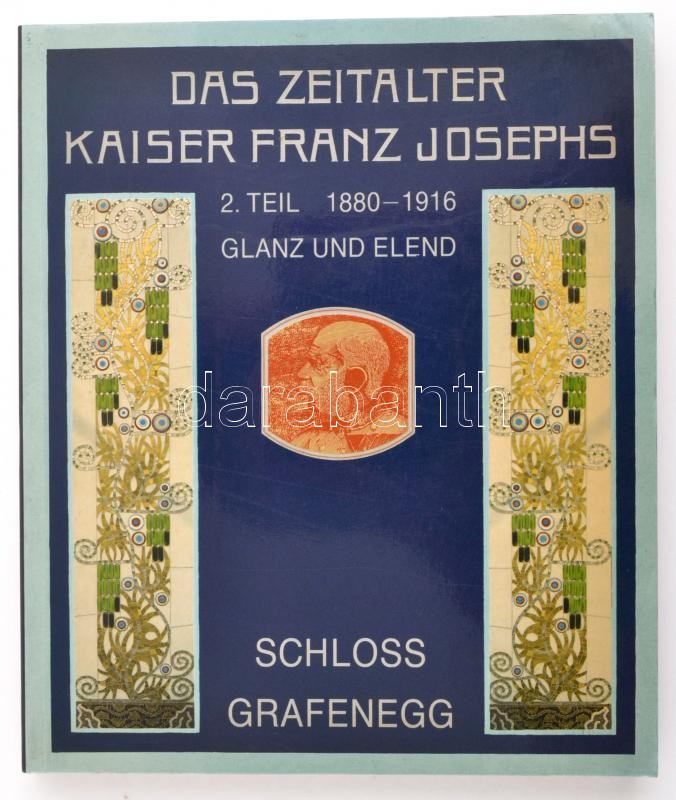 DAS ZEITALTER
KAISER FRANZ JOSEPHS
2. TEIL 1880–1916
GLANZ UND ELEND
darabanth
SCHLOSS
GRAFENEGG